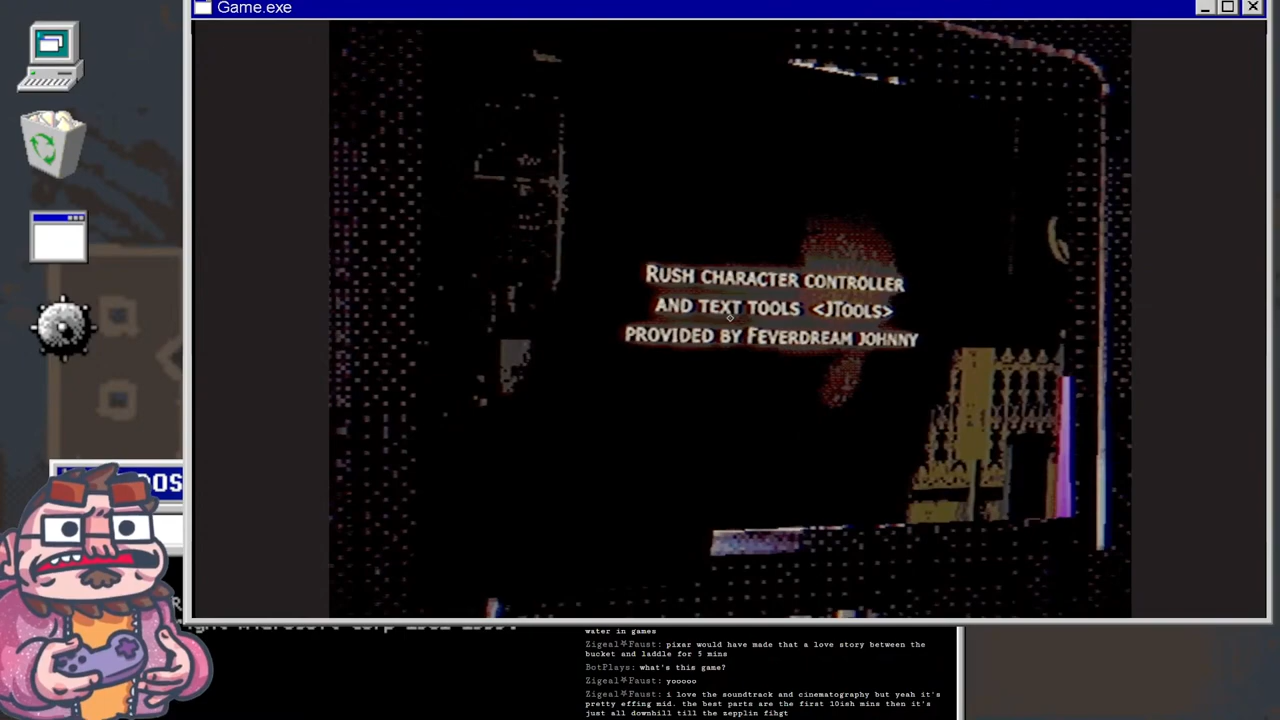 Game.exe
RUSH CHARACTER CONTROLLER
AND TEXT TOOLS <JTOOLS>
PROVIDED BY FEVERDREAM JOHNNY
DOS
water in games
Zigeal Faust: pixar would have made that a love story between the
bucket and laddle for 5 mins
BotPlays: what's this game?
Zigeal Faust: yooooo
Zigeal Faust: i love the soundtrack and cinematography but yeah it's
pretty effing mid. the best parts are the first 10ish mins then it's
just all downhill till the zepplin fihgt